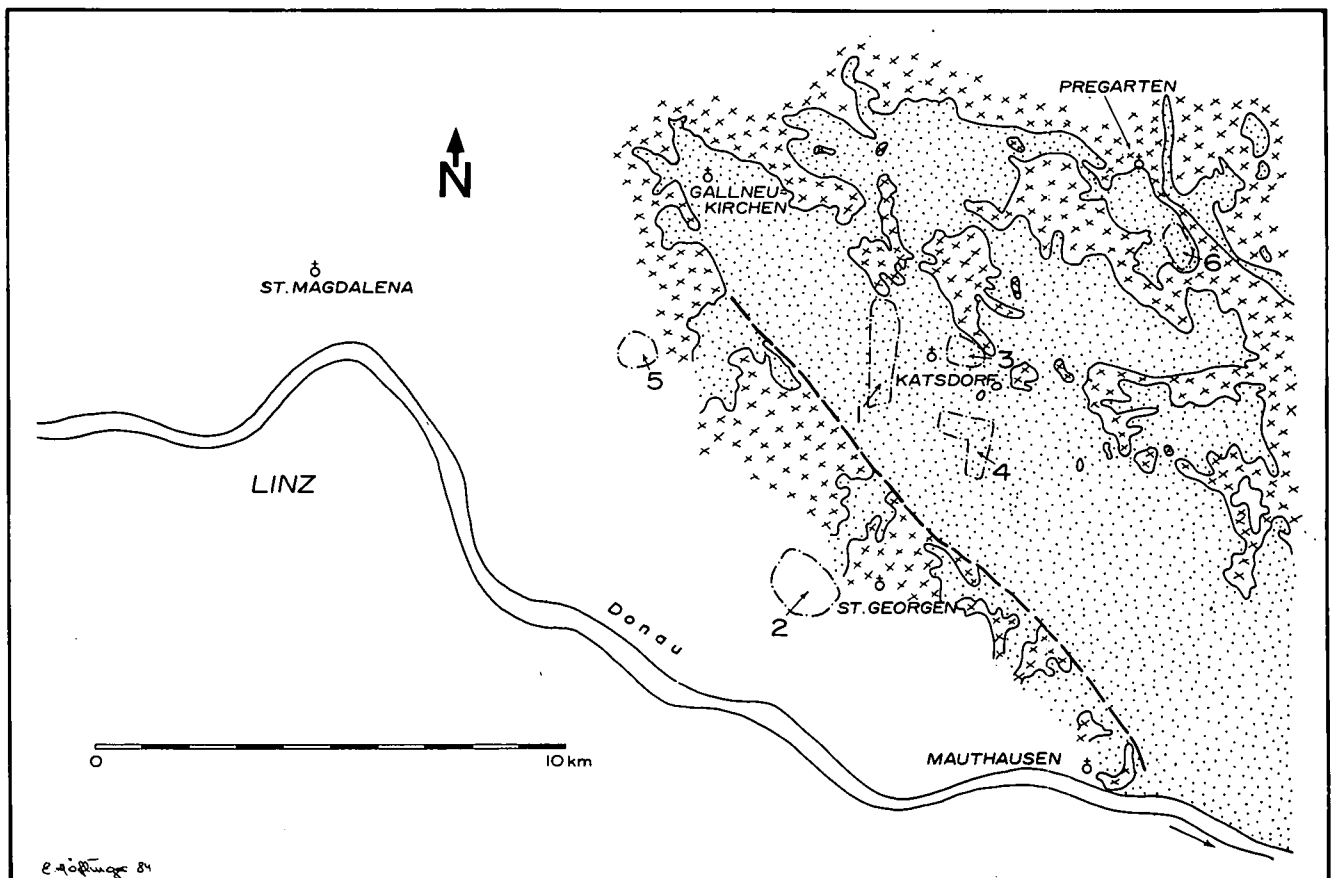 PREGARTEN
N
GALLNEU-
KIRCHEN
ST. MAGDALENA
6
5
3
KATSDORF
1
4
LINZ
ST. GEORGEN
2
Donau
0 10 km
MAUTHAUSEN
84